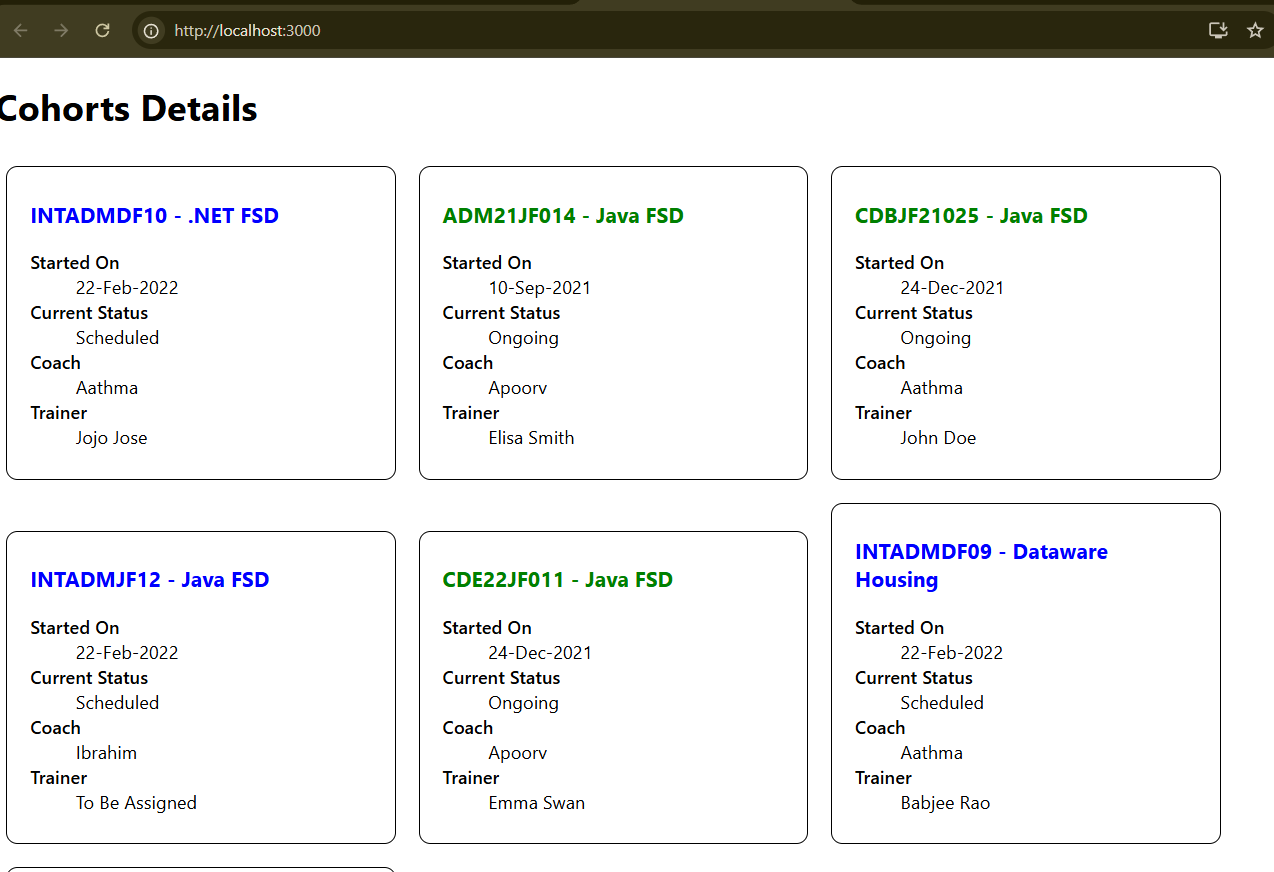 http://localhost:3000
Cohorts Details
INTADMDF10 - .NET FSD
Started On
22-Feb-2022
Current Status
Scheduled
Coach
Aathma
Trainer
Jojo Jose
ADM21JF014 - Java FSD
Started On
10-Sep-2021
Current Status
Ongoing
Coach
Apoorv
Trainer
Elisa Smith
CDBJF21025 - Java FSD
Started On
24-Dec-2021
Current Status
Ongoing
Coach
Aathma
Trainer
John Doe
INTADMJF12 - Java FSD
Started On
22-Feb-2022
Current Status
Scheduled
Coach
Ibrahim
Trainer
To Be Assigned
CDE22JF011 - Java FSD
Started On
24-Dec-2021
Current Status
Ongoing
Coach
Apoorv
Trainer
Emma Swan
INTADMDF09 - Dataware
Housing
Started On
22-Feb-2022
Current Status
Scheduled
Coach
Aathma
Trainer
Babjee Rao